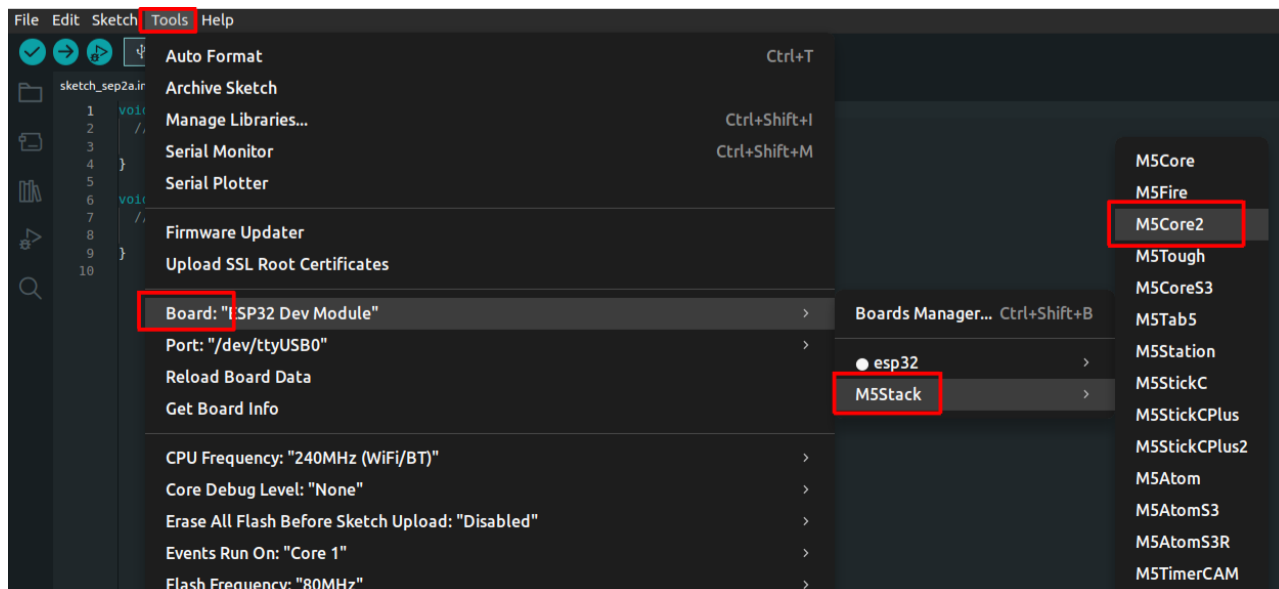 File Edit Sketch Tools Help
sketch_sep2a.in
1 void
2 //
3
4 }
5
6 void
7 //
8
9 }
10
Auto Format Ctrl+T
Archive Sketch
Manage Libraries... Ctrl+Shift+I
Serial Monitor Ctrl+Shift+M
Serial Plotter
Firmware Updater
Upload SSL Root Certificates
Board: "ESP32 Dev Module"
Port: "/dev/ttyUSB0"
Reload Board Data
Get Board Info
CPU Frequency: "240MHz (WiFi/BT)"
Core Debug Level: "None"
Erase All Flash Before Sketch Upload: "Disabled"
Events Run On: "Core 1"
Flash Frequency: "80MHz"
Boards Manager... Ctrl+Shift+B
esp32
M5Stack
M5Core
M5Fire
M5Core2
M5Tough
M5CoreS3
M5Tab5
M5Station
M5StickC
M5StickCPlus
M5StickCPlus2
M5Atom
M5AtomS3
M5AtomS3R
M5TimerCAM